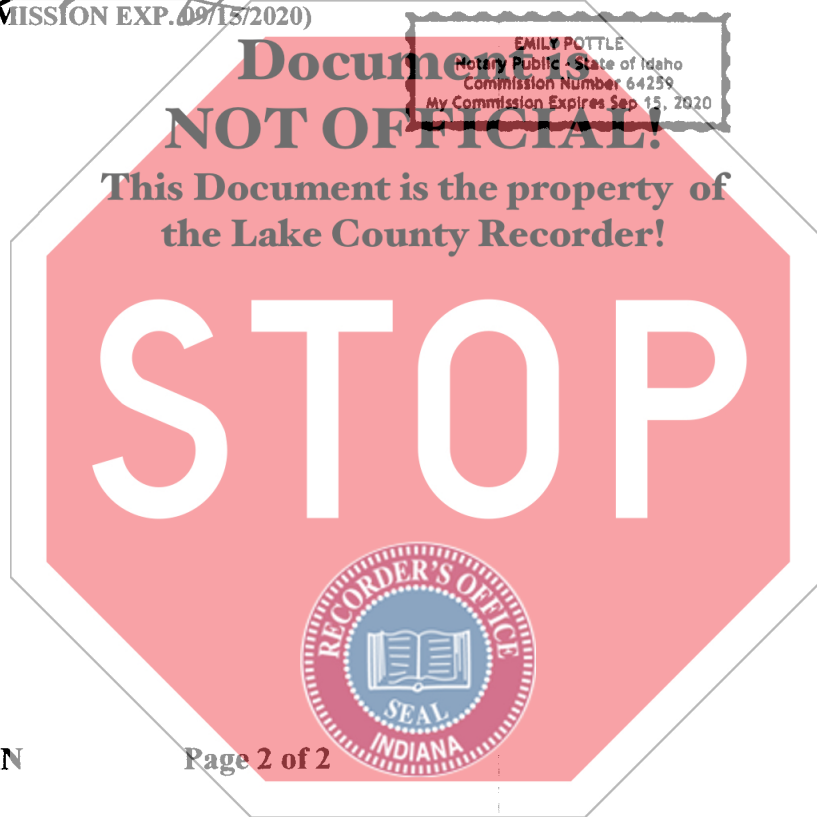 MISSION EXP. 09/15/2020)
EMILY POTTLE
Notary Public - State of Idaho
Commission Number 64259
My Commission Expires Sep 15, 2020
Document is
NOT OFFICIAL!
This Document is the property of
the Lake County Recorder!
STOP
RECORDER'S OFFICE
SEAL
INDIANA
N
Page 2 of 2